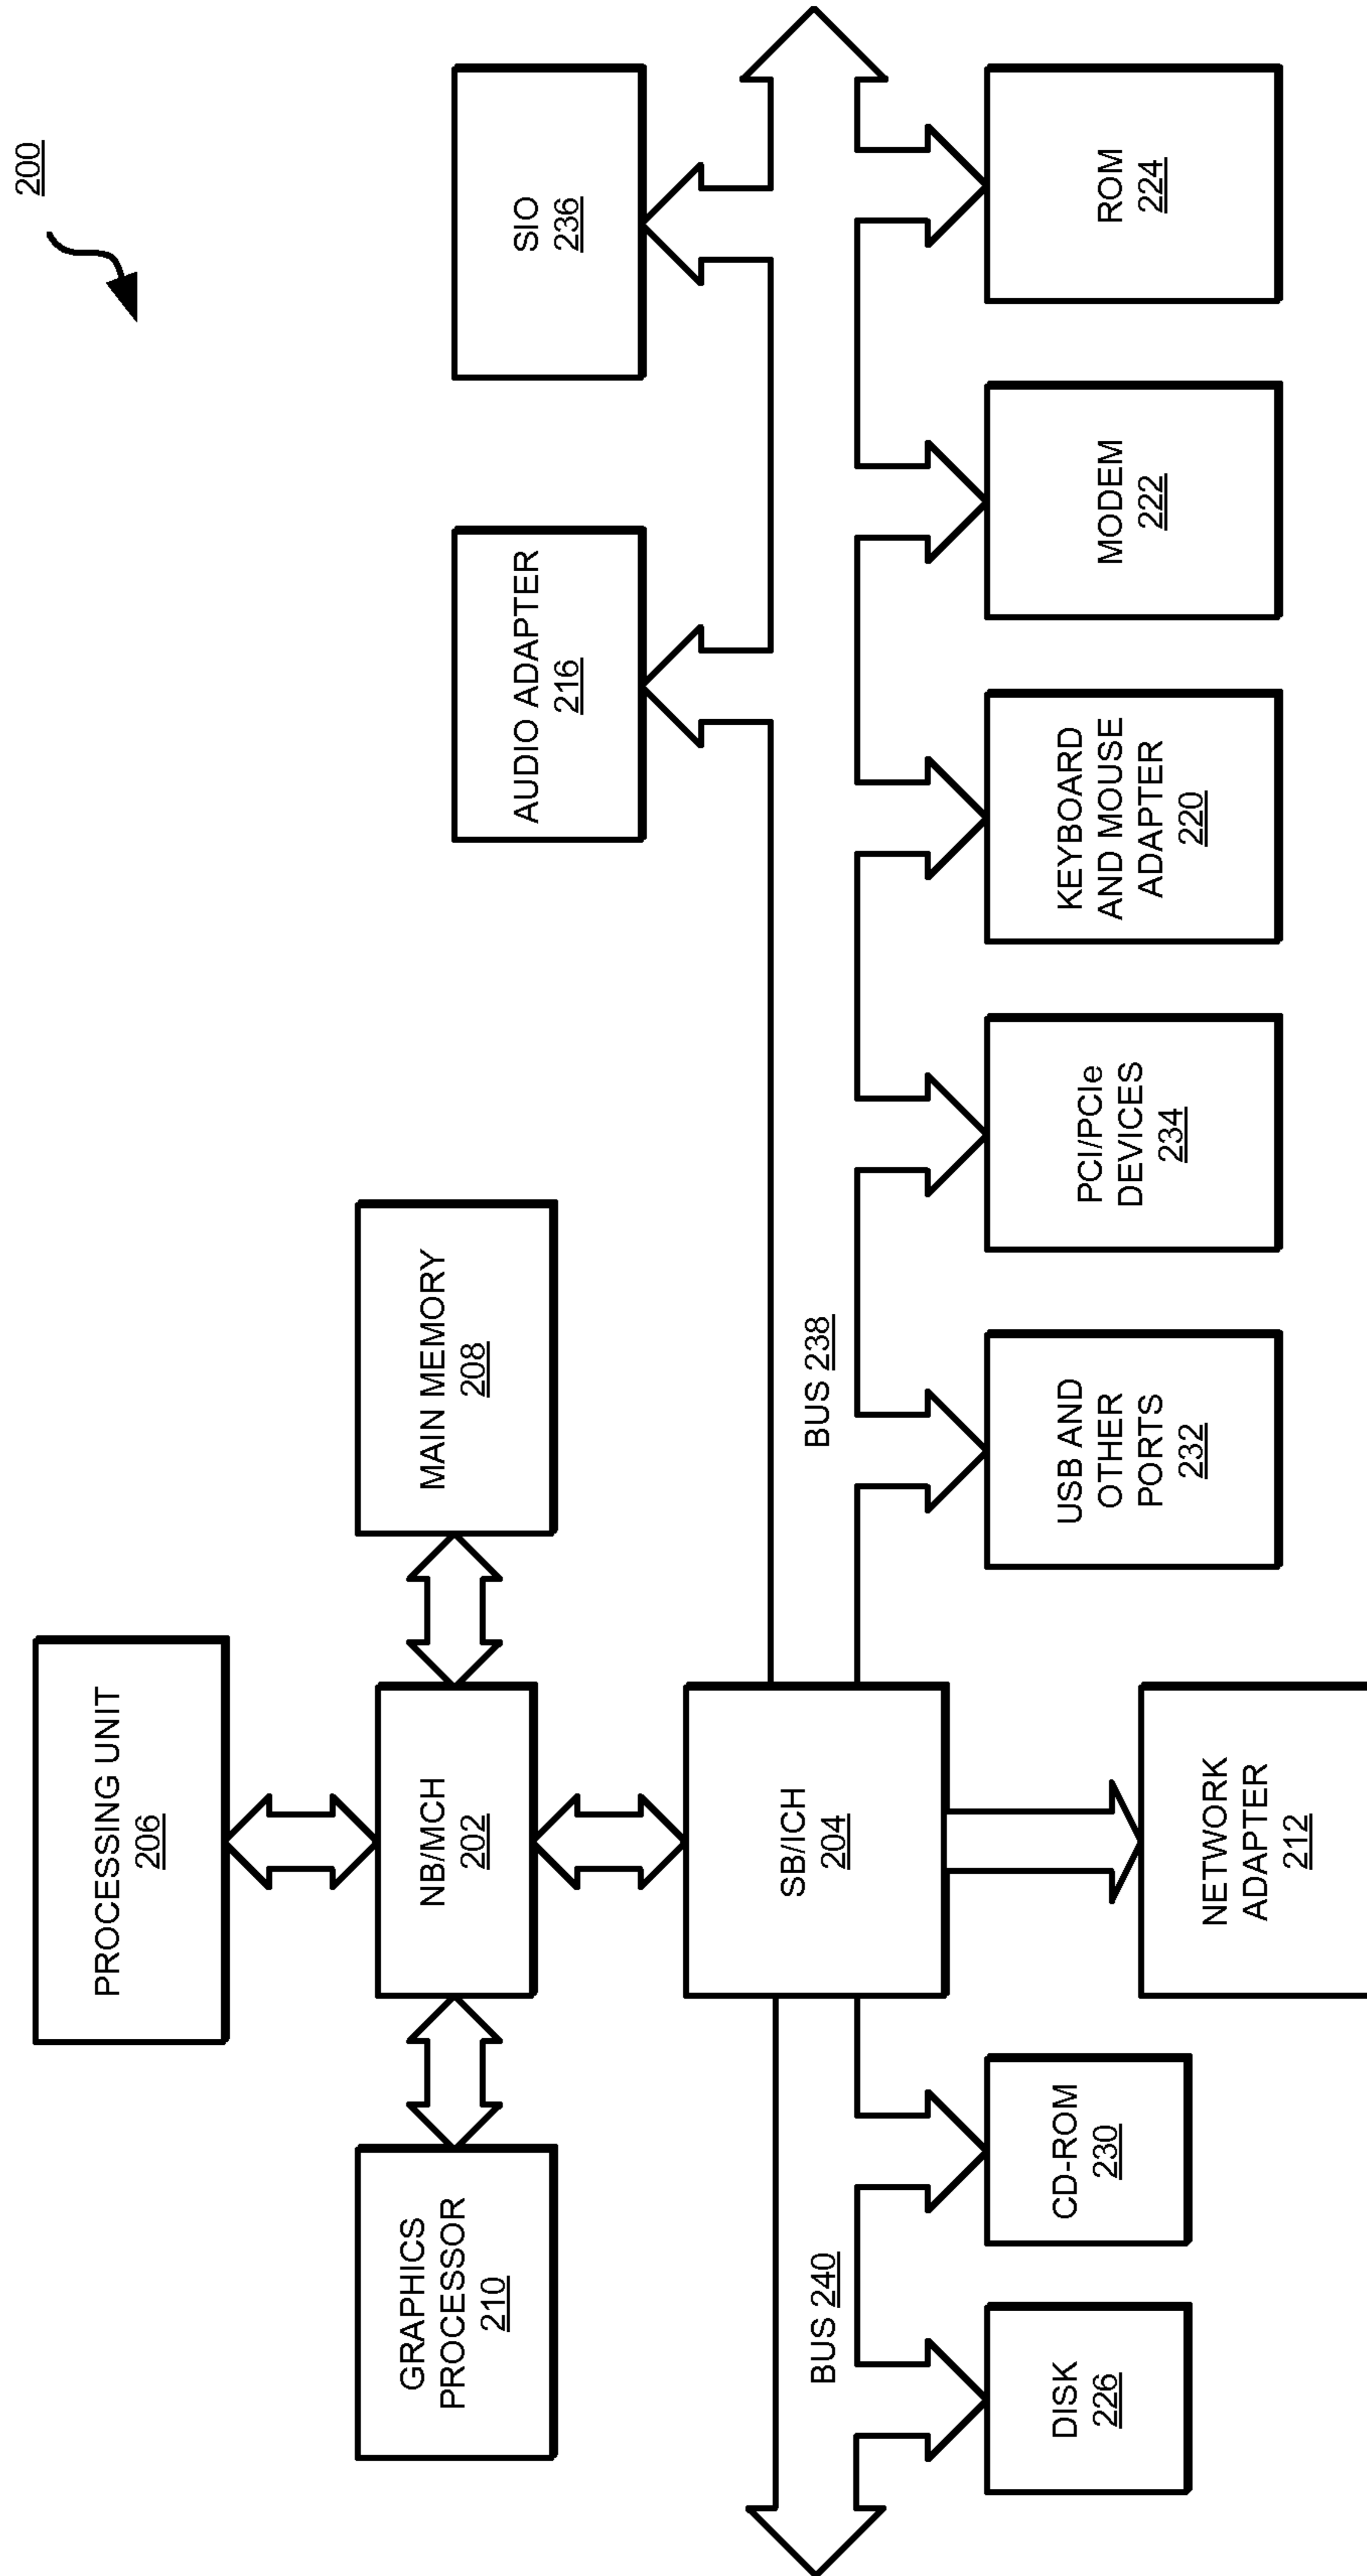 200
PROCESSING UNIT
206
GRAPHICS
PROCESSOR
210
NB/MCH
202
MAIN MEMORY
208
AUDIO ADAPTER
216
SIO
236
SB/ICH
204
BUS 240
BUS 238
DISK
226
CD-ROM
230
USB AND
OTHER
PORTS
232
PCI/PCIe
DEVICES
234
KEYBOARD
AND MOUSE
ADAPTER
220
MODEM
222
ROM
224
NETWORK
ADAPTER
212